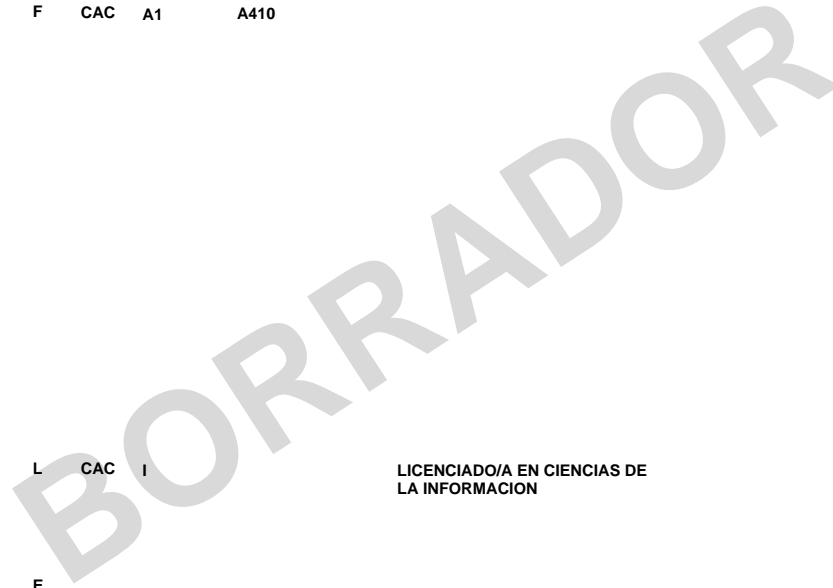 F CAC A1 A410
BORRADOR
L CAC I LICENCIADO/A EN CIENCIAS DE
LA INFORMACION